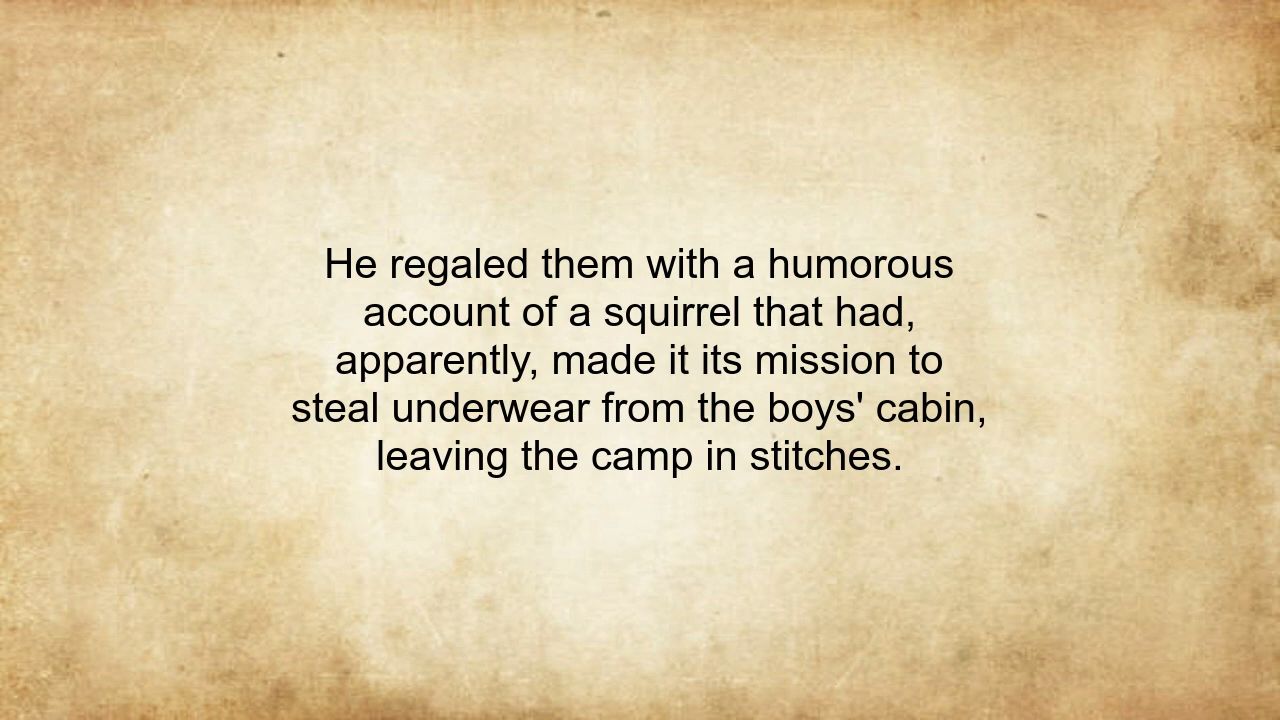 He regaled them with a humorous
account of a squirrel that had,
apparently, made it its mission to
steal underwear from the boys' cabin,
leaving the camp in stitches.